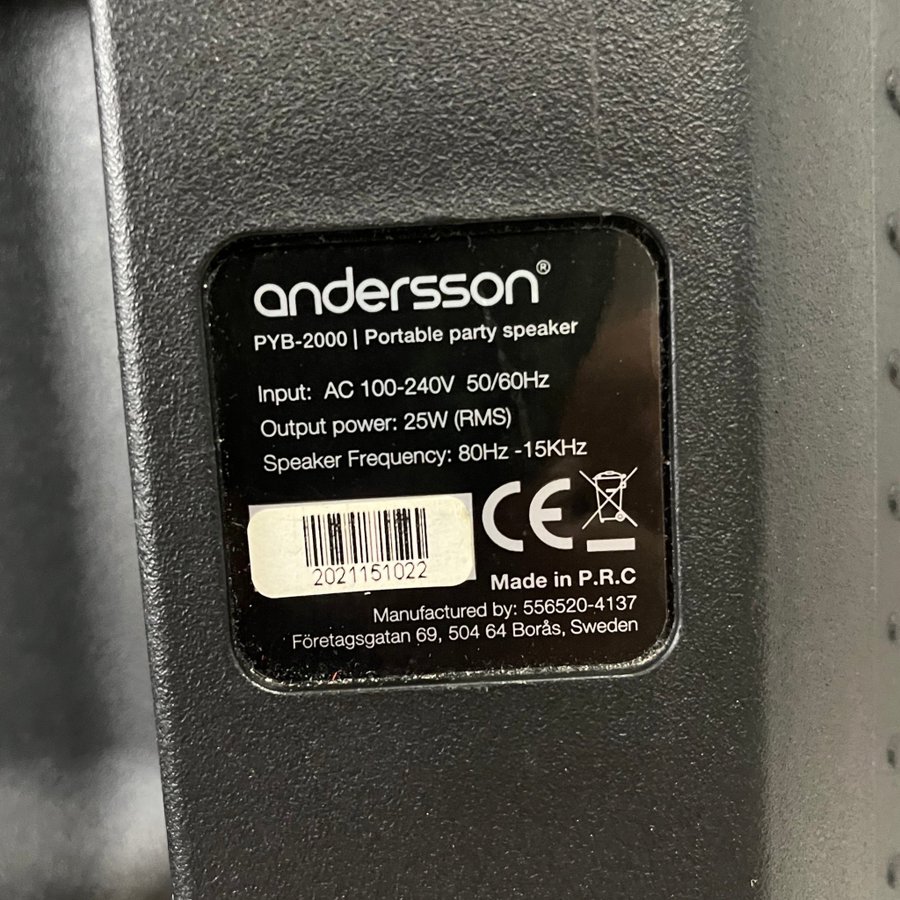 andersson®
PYB-2000 | Portable party speaker
Input: AC 100-240V 50/60Hz
Output power: 25W (RMS)
Speaker Frequency: 80Hz -15KHz
CE
2021151022
Made in P.R.C
Manufactured by: 556520-4137
Företagsgatan 69, 504 64 Borås, Sweden